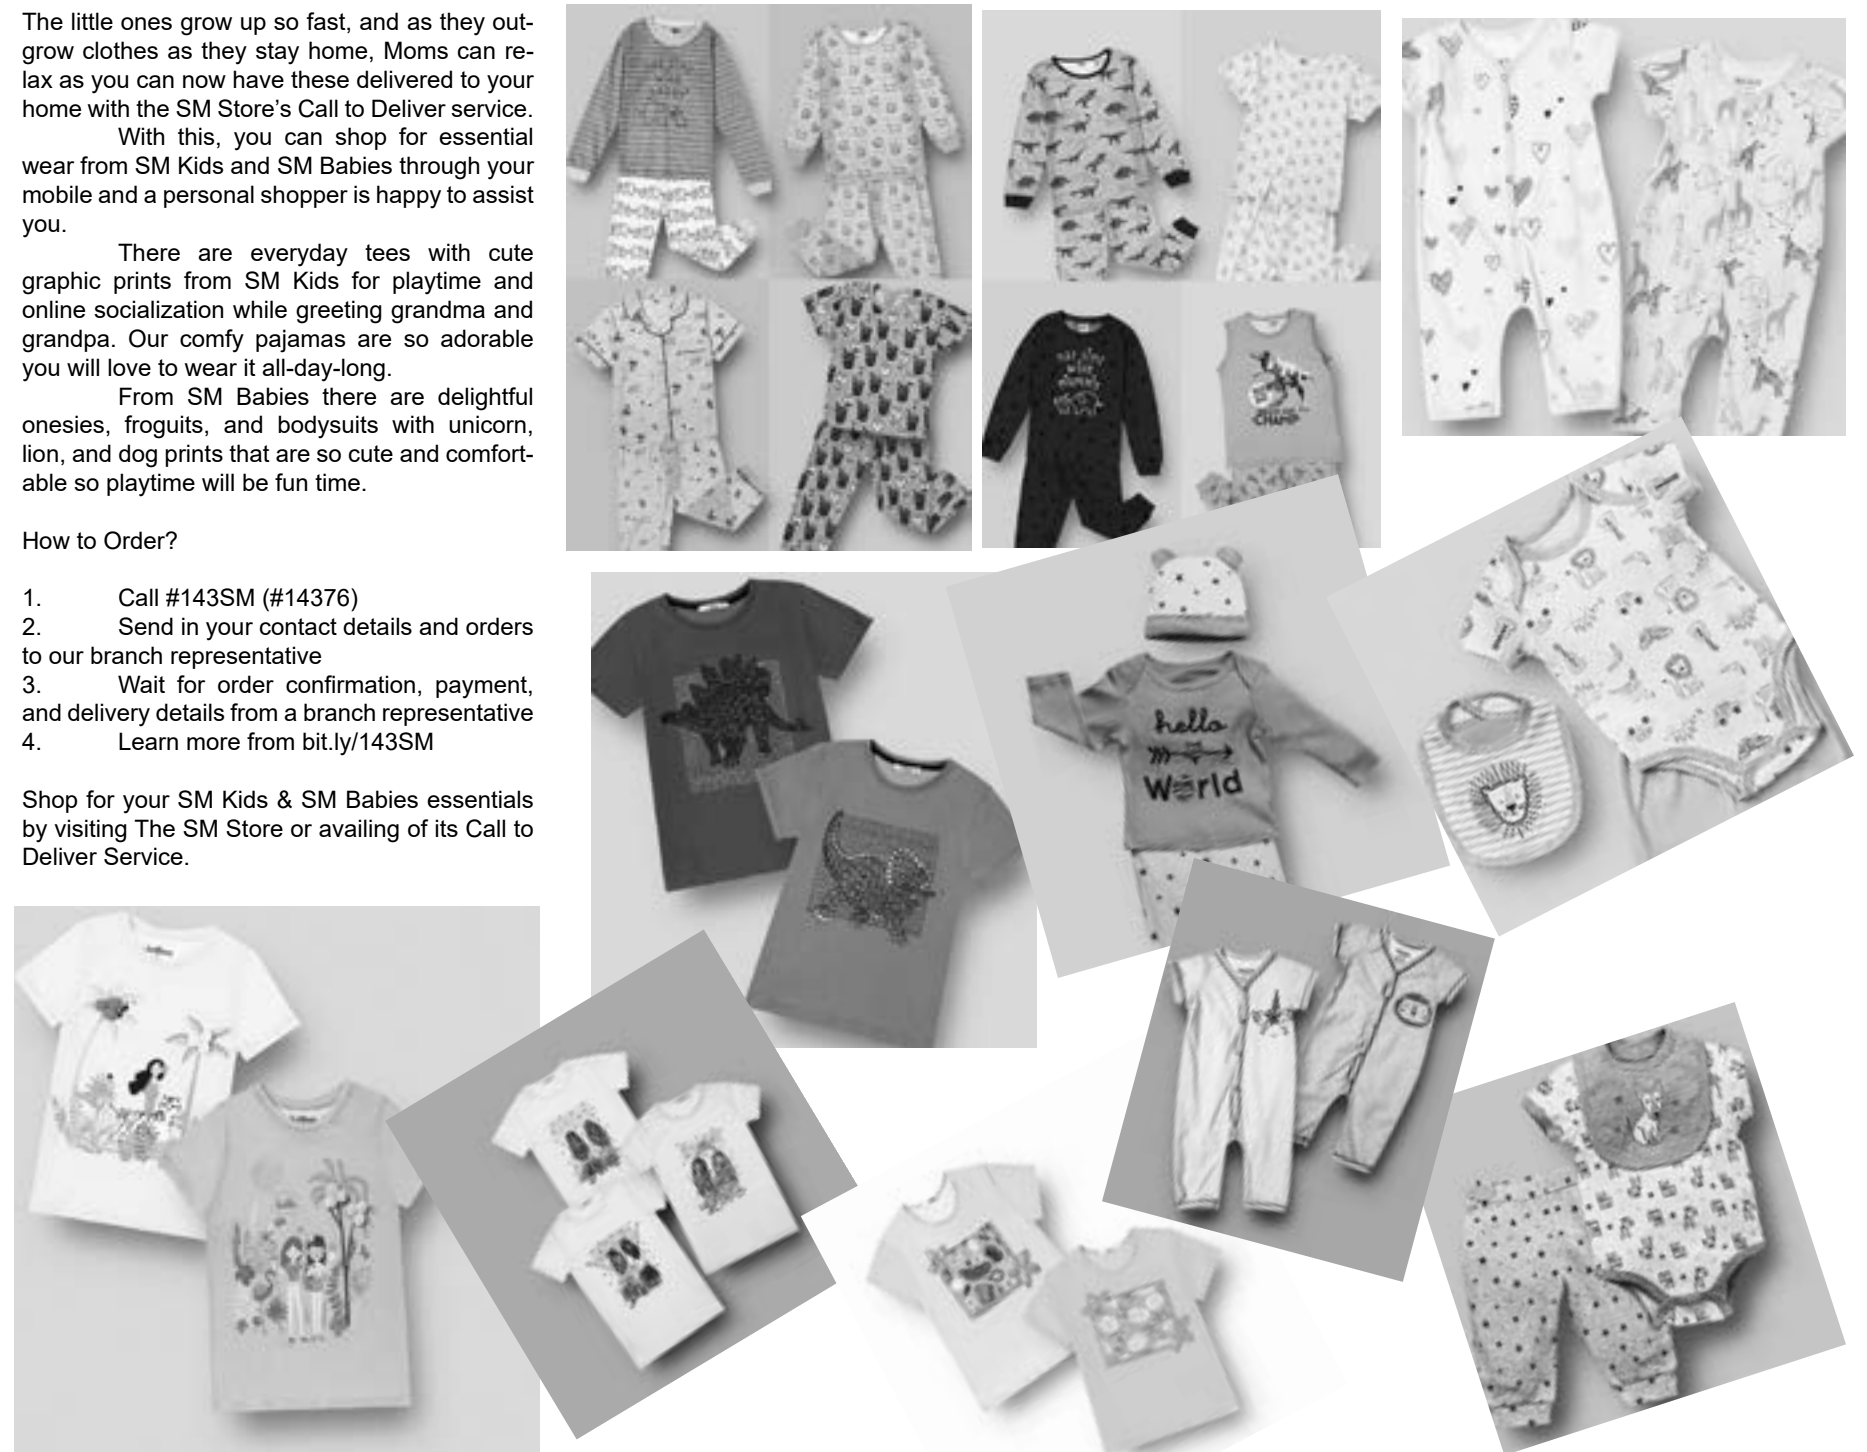 The little ones grow up so fast, and as they out-
grow clothes as they stay home, Moms can re-
lax as you can now have these delivered to your
home with the SM Store's Call to Deliver service.
With this, you can shop for essential
wear from SM Kids and SM Babies through your
mobile and a personal shopper is happy to assist
you.
There are everyday tees with cute
graphic prints from SM Kids for playtime and
online socialization while greeting grandma and
grandpa. Our comfy pajamas are so adorable
you will love to wear it all-day-long.
From SM Babies there are delightful
onesies, froguits, and bodysuits with unicorn,
lion, and dog prints that are so cute and comfort-
able so playtime will be fun time.
How to Order?
1. Call #143SM (#14376)
2. Send in your contact details and orders
to our branch representative
3. Wait for order confirmation, payment,
and delivery details from a branch representative
4. Learn more from bit.ly/143SM
Shop for your SM Kids & SM Babies essentials
by visiting The SM Store or availing of its Call to
Deliver Service.
CHAMP
hello
World